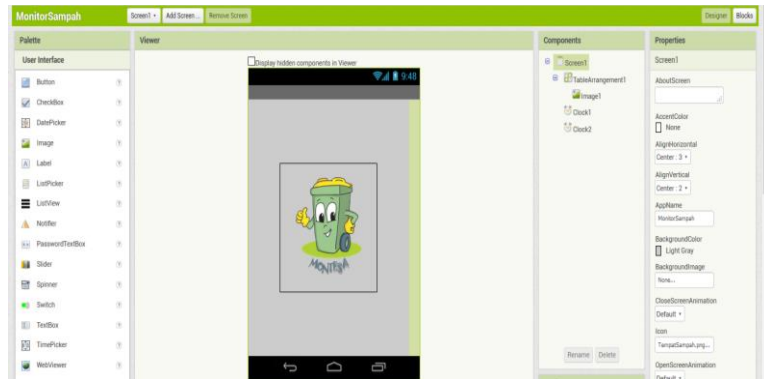 MonitorSampah
Screen1
Add Screen ...
Remove Screen
Designer
Blocks
Palette
User Interface
Button
CheckBox
DatePicker
Image
Label
ListPicker
ListView
Notifier
PasswordTextBox
Slider
Spinner
Switch
TextBox
TimePicker
WebViewer
Viewer
Display hidden components in Viewer
9:48
MONTESA
Components
Screen1
TableArrangement1
Image1
Clock1
Clock2
Rename
Delete
Properties
Screen1
AboutScreen
AccentColor
None
AlignHorizontal
Center : 3
AlignVertical
Center : 2
AppName
MonitorSampah
BackgroundColor
Light Gray
BackgroundImage
None...
CloseScreenAnimation
Default
Icon
TempatSampah.png...
OpenScreenAnimation
Default